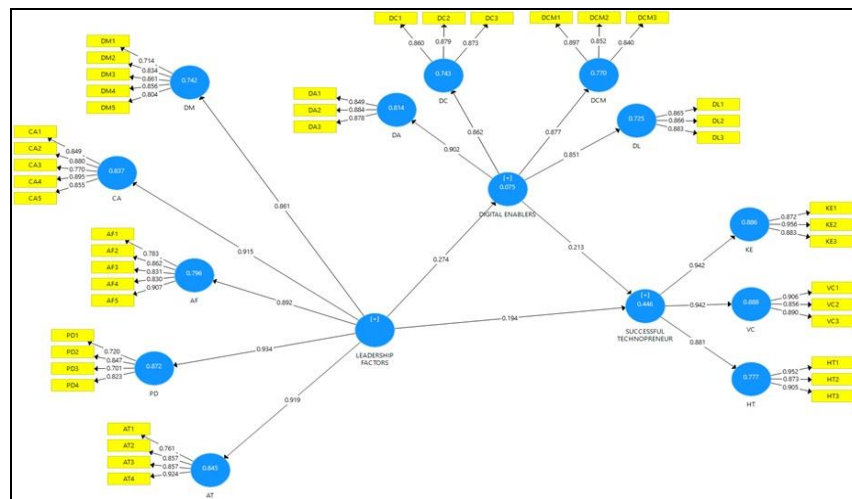 DM1
DM2
DM3
DM4
DM5
0.714
0.834
0.861
0.856
0.804
0.742
DM
CA1
CA2
CA3
CA4
CA5
0.849
0.880
0.770
0.895
0.855
0.837
CA
AF1
AF2
AF3
AF4
AF5
0.783
0.862
0.831
0.830
0.907
0.796
AF
PD1
PD2
PD3
PD4
0.720
0.847
0.701
0.823
0.872
PD
AT1
AT2
AT3
AT4
0.761
0.857
0.857
0.924
0.845
AT
0.861
0.915
0.892
0.934
0.919
[+]
LEADERSHIP
FACTORS
0.274
0.194
DA1
DA2
DA3
0.849
0.884
0.878
0.814
DA
DC1
DC2
DC3
0.860
0.879
0.873
0.743
DC
DCM1
DCM2
DCM3
0.897
0.852
0.840
0.770
DCM
DL1
DL2
DL3
0.865
0.866
0.883
0.725
DL
0.902
0.862
0.877
0.851
[+]
0.075
DIGITAL ENABLERS
0.213
[+]
0.446
SUCCESSFUL
TECHNOPRENEUR
0.942
0.942
0.881
KE1
KE2
KE3
0.872
0.956
0.883
0.886
KE
VC1
VC2
VC3
0.906
0.856
0.890
0.888
VC
HT1
HT2
HT3
0.952
0.873
0.905
0.777
HT